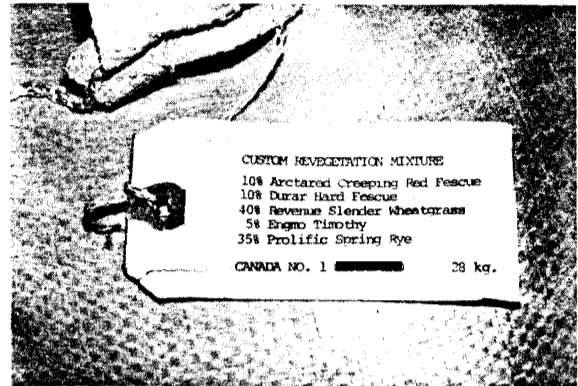 CUSTOM REVEGETATION MIXTURE
10% Arctared Creeping Red Fescue
10% Durar Hard Fescue
40% Revenue Slender Wheatgrass
5% Engmo Timothy
35% Prolific Spring Rye
CANADA NO. 1 28 kg.